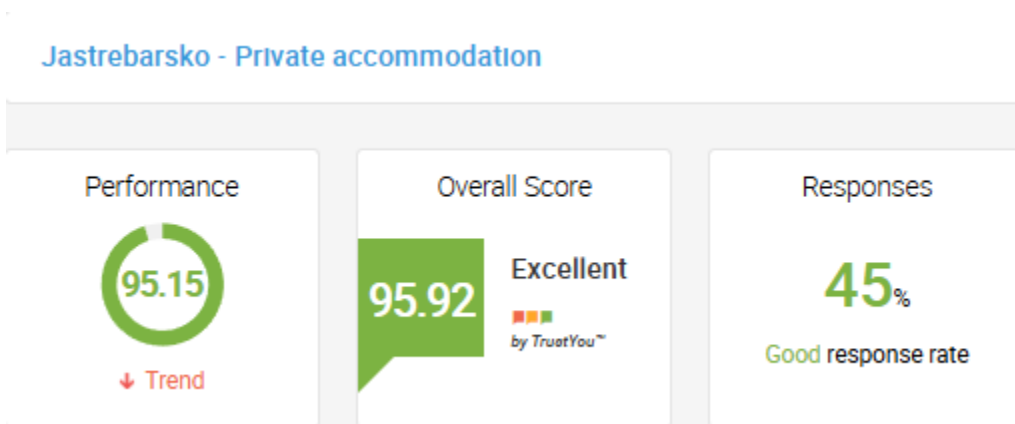 Jastrebarsko - Private accommodation
Performance
95.15
Trend
Overall Score
95.92
Excellent
by TrustYou™
Responses
45%
Good response rate